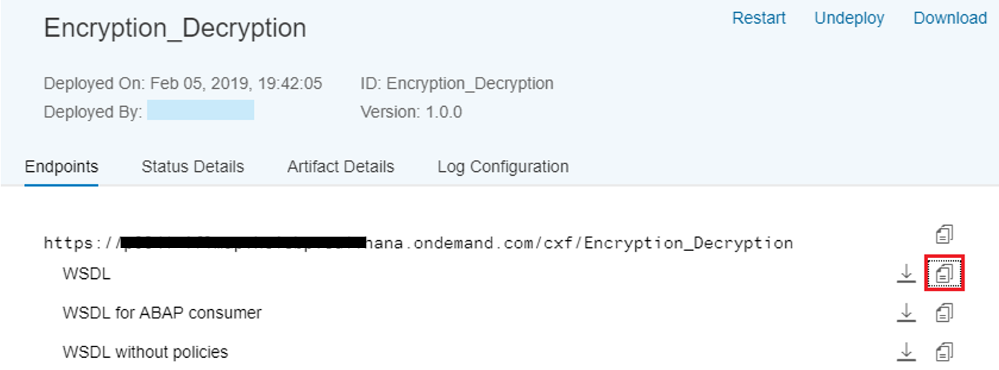 Encryption_Decryption
Restart Undeploy Download
Deployed On: Feb 05, 2019, 19:42:05 ID: Encryption_Decryption
Deployed By: Version: 1.0.0
Endpoints Status Details Artifact Details Log Configuration
https:// hana.ondemand.com/cxf/Encryption_Decryption
WSDL
WSDL for ABAP consumer
WSDL without policies